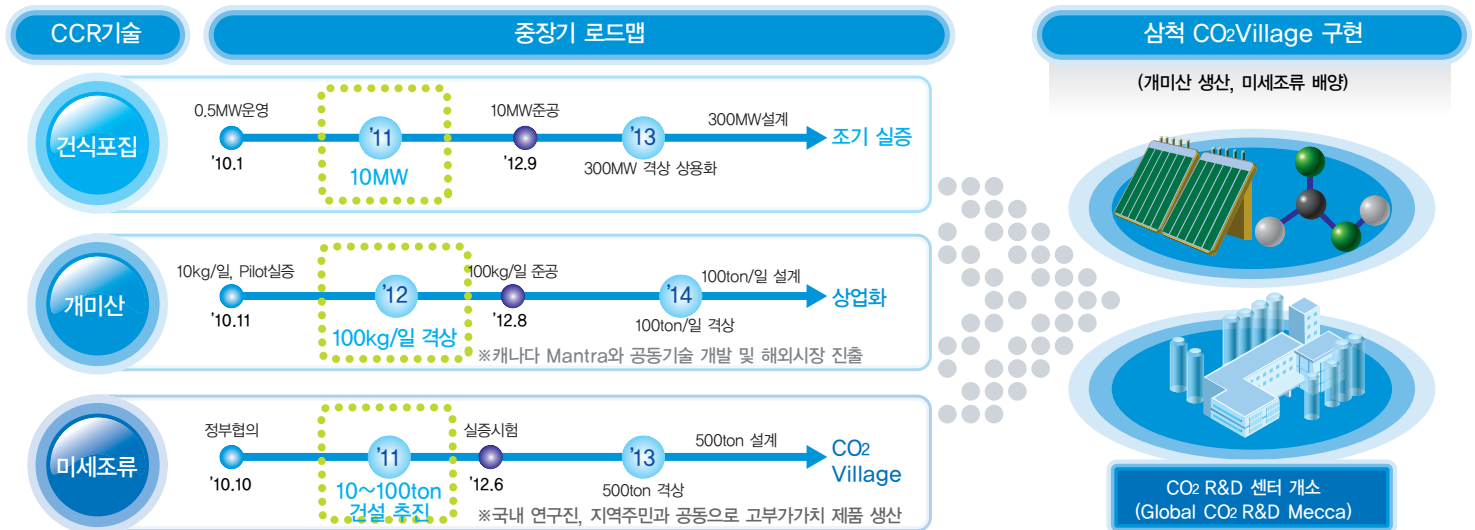 CCR기술
중장기 로드맵
삼척 CO2Village 구현
(개미산 생산, 미세조류 배양)
건식포집
0.5MW운영
'10.1
'11
10MW
10MW준공
'12.9
'13
300MW 격상 상용화
300MW설계
조기 실증
개미산
10kg/일, Pilot실증
'10.11
'12
100kg/일 격상
100kg/일 준공
'12.8
'14
100ton/일 격상
100ton/일 설계
상업화
※캐나다 Mantra와 공동기술 개발 및 해외시장 진출
미세조류
정부협의
'10.10
'11
10~100ton
건설 추진
실증시험
'12.6
'13
500ton 격상
500ton 설계
CO2
Village
※국내 연구진, 지역주민과 공동으로 고부가가치 제품 생산
CO2 R&D 센터 개소
(Global CO2 R&D Mecca)